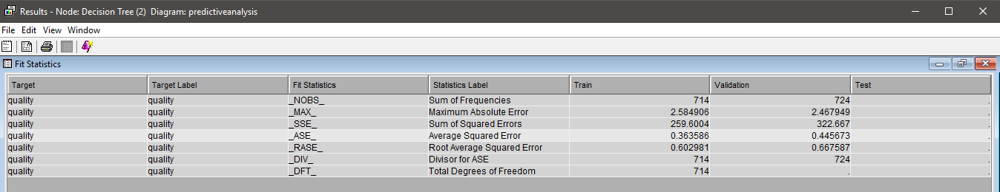 Results - Node: Decision Tree (2) Diagram: predictiveanalysis
File Edit View Window
Fit Statistics
Target Target Label Fit Statistics Statistics Label Train Validation Test
quality quality _NOBS_ Sum of Frequencies 714 724 .
quality quality _MAX_ Maximum Absolute Error 2.584906 2.467949 .
quality quality _SSE_ Sum of Squared Errors 259.6004 322.667 .
quality quality _ASE_ Average Squared Error 0.363586 0.445673 .
quality quality _RASE_ Root Average Squared Error 0.602981 0.667587 .
quality quality _DIV_ Divisor for ASE 714 724 .
quality quality _DFT_ Total Degrees of Freedom 714 . .